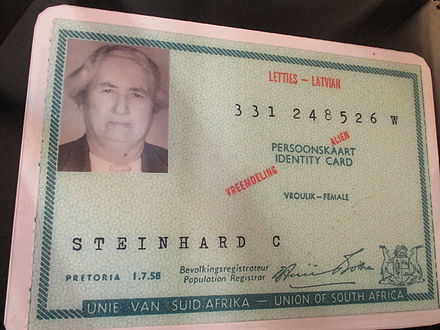 LETTIES – LATVIAN
331 248526 W
ALIEN
PERSOONSKAART
IDENTITY CARD
VREEMDELING
VROULIK – FEMALE
STEINHARD C
PRETORIA 1.7.58
Bevolkingsregistrateur
Population Registrar
UNIE VAN SUID-AFRIKA — UNION OF SOUTH AFRICA